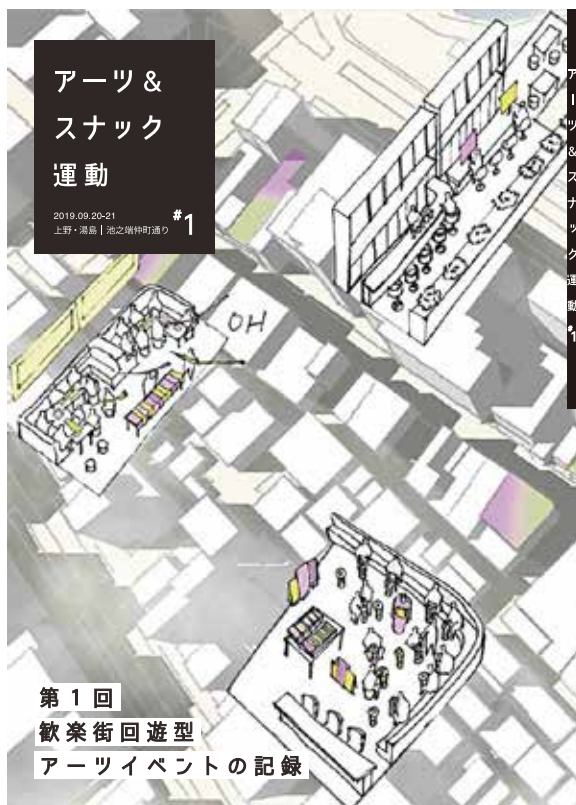 アーツ&
スナック
運動
2019.09.20-21
上野・湯島|池之端仲町通り
#1
OH
第1回
歓楽街回遊型
アーツイベントの記録
アーツ&スナック運動
#1